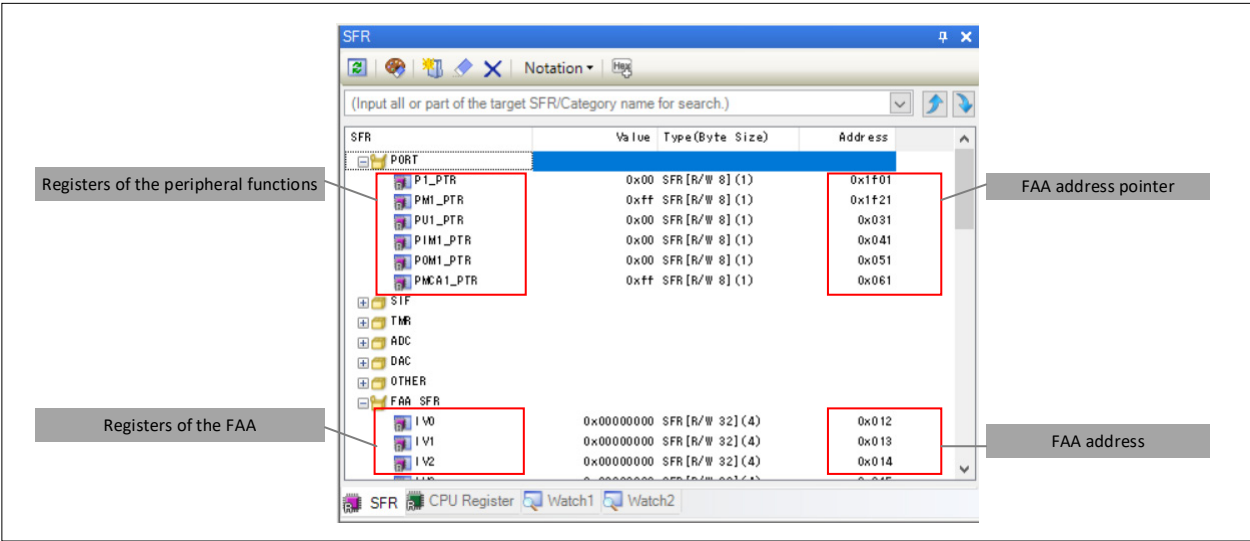 SFR
Notation
Hex
(Input all or part of the target SFR/Category name for search.)
SFR Value Type(Byte Size) Address
PORT
Registers of the peripheral functions
P1_PTR 0x00 SFR[R/W 8](1) 0x1f01
FAA address pointer
PM1_PTR 0xff SFR[R/W 8](1) 0x1f21
PU1_PTR 0x00 SFR[R/W 8](1) 0x031
PIM1_PTR 0x00 SFR[R/W 8](1) 0x041
POM1_PTR 0x00 SFR[R/W 8](1) 0x051
PMCA1_PTR 0xff SFR[R/W 8](1) 0x061
SIF
TMR
ADC
DAC
OTHER
FAA SFR
Registers of the FAA
IV0 0x00000000 SFR[R/W 32](4) 0x012
IV1 0x00000000 SFR[R/W 32](4) 0x013
FAA address
IV2 0x00000000 SFR[R/W 32](4) 0x014
SFR CPU Register Watch1 Watch2